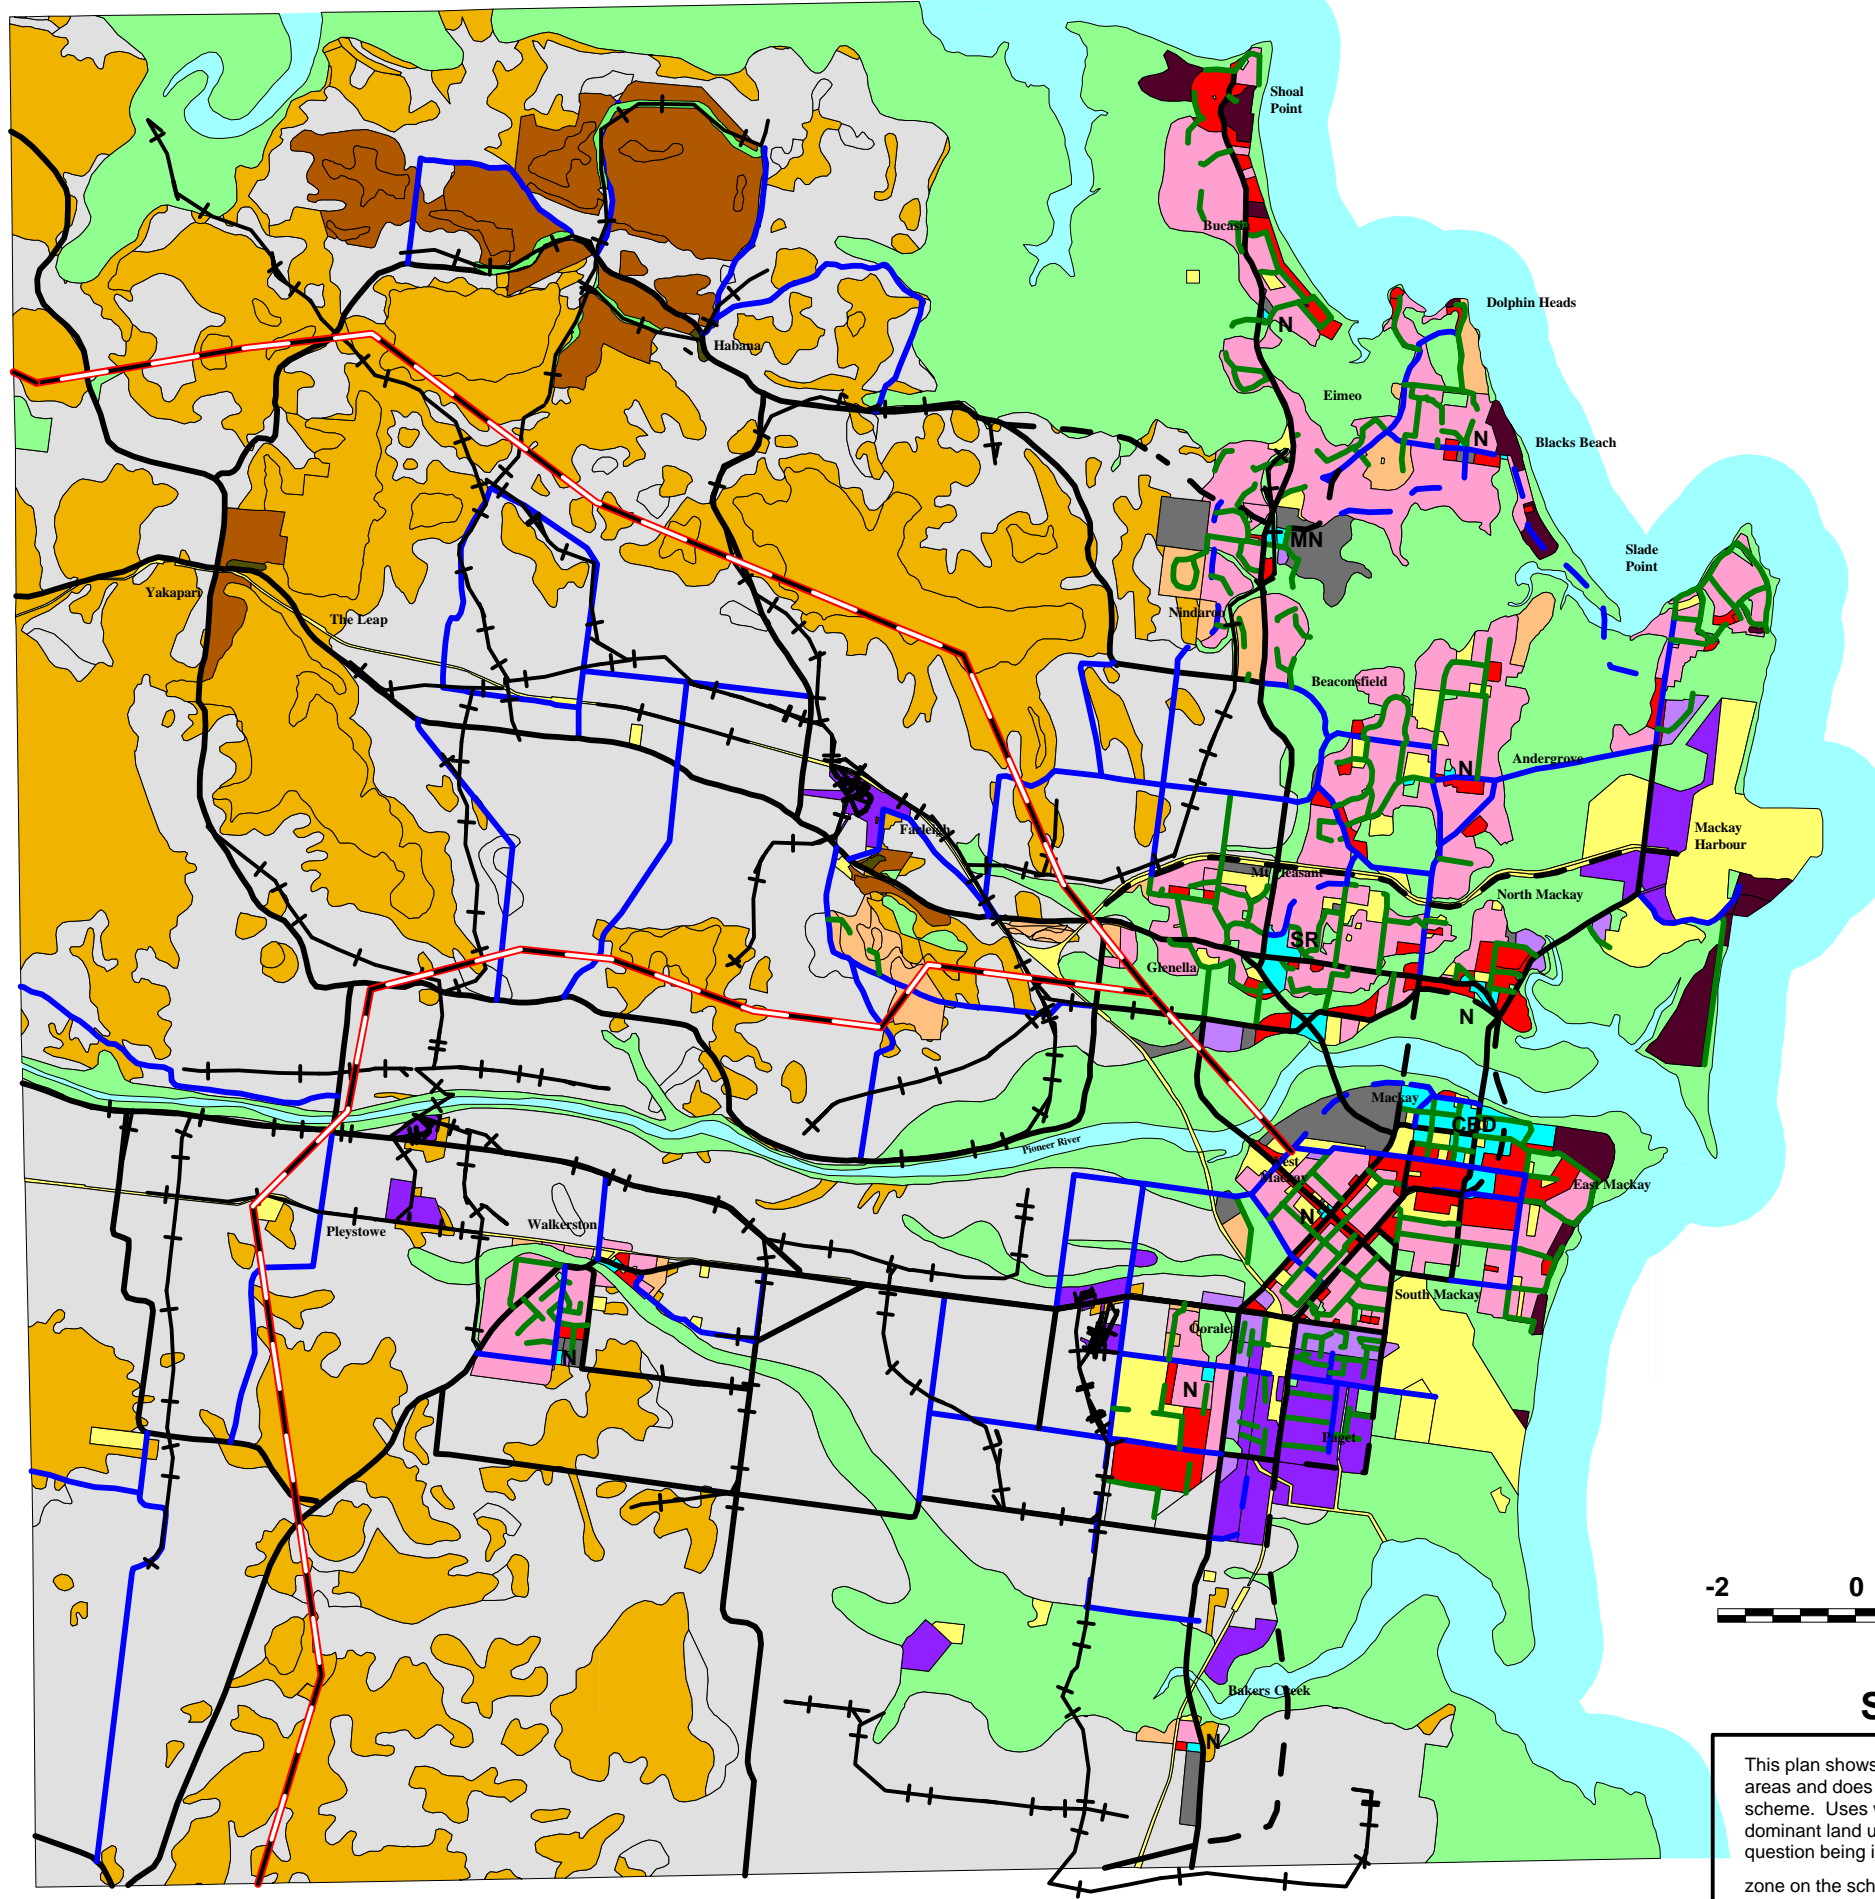 Shoal
Point
Bucasia
Dolphin Heads
N
Habana
Eimeo
N
Blacks Beach
MN
Slade
Point
Yakapari
The Leap
Nindaroo
Beaconsfield
Andergrove
N
Farleigh
Mackay
Harbour
Mt Pleasant
North Mackay
SR
Glenella
N
Mackay
CBD
Pioneer River
West
Mackay
East Mackay
N
Pleystowe
Walkerston
South Mackay
Ooralea
N
N
Paget
-2
0
Bakers Creek
N
S
This plan shows
areas and does
scheme. Uses
dominant land u
question being i
zone on the sch